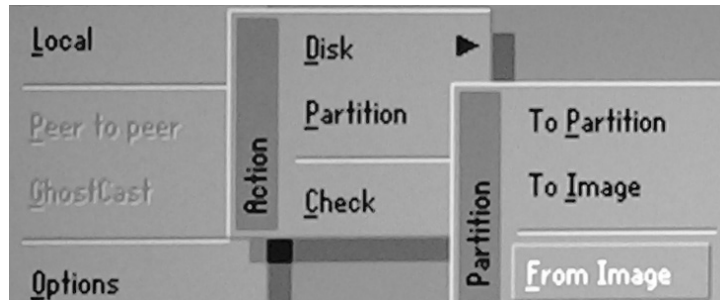 Local
Peer to peer
GhostCast
Options
Action
Disk
Partition
Check
Partition
To Partition
To Image
From Image